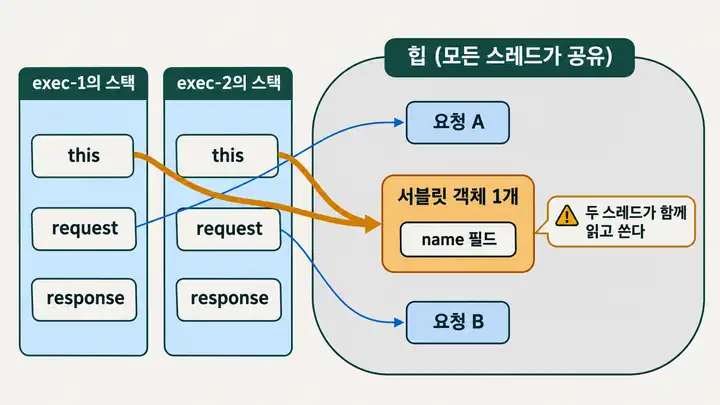 exec-1의 스택
this
request
response
exec-2의 스택
this
request
response
힙 (모든 스레드가 공유)
요청 A
서블릿 객체 1개
name 필드
두 스레드가 함께
읽고 쓴다
요청 B